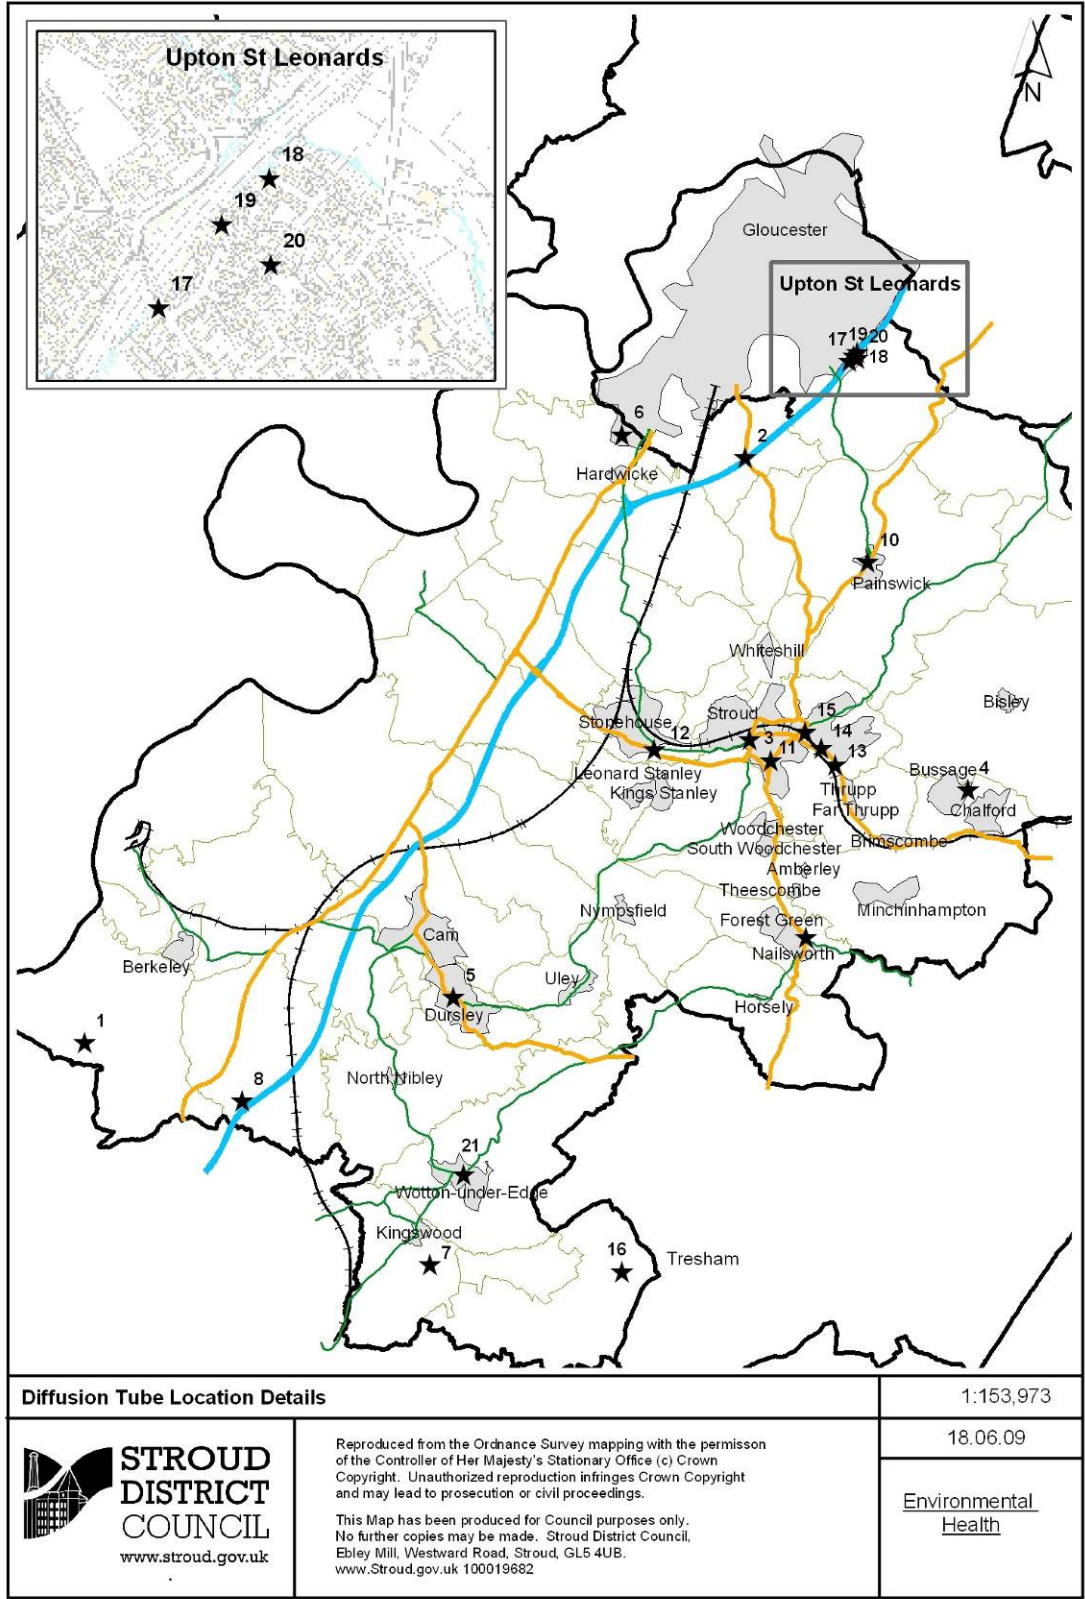 Upton St Leonards
18
19
20
17
N
Gloucester
Upton St Leonards
17
19
20
18
6
2
Hardwicke
10
Painswick
Whiteshill
Bisley
Stonehouse
Stroud
15
12
3
14
11
13
Leonard Stanley
Kings Stanley
Thrupp
Far Thrupp
Bussage
4
Chalford
Woodchester
South Woodchester
Brimscombe
Amberley
Theescombe
Minchinhampton
Nympsfield
Forest Green
Nailsworth
Cam
Berkeley
5
Uley
Dursley
Horsely
1
8
North Nibley
21
Wotton-under-Edge
Kingswood
7
16
Tresham
Diffusion Tube Location Details
1:153,973
18.06.09
Environmental
Health
STROUD
DISTRICT
COUNCIL
www.stroud.gov.uk
Reproduced from the Ordnance Survey mapping with the permisson
of the Controller of Her Majesty's Stationary Office (c) Crown
Copyright. Unauthorized reproduction infringes Crown Copyright
and may lead to prosecution or civil proceedings.
This Map has been produced for Council purposes only.
No further copies may be made. Stroud District Council,
Ebley Mill, Westward Road, Stroud, GL5 4UB.
www.Stroud.gov.uk 100019682